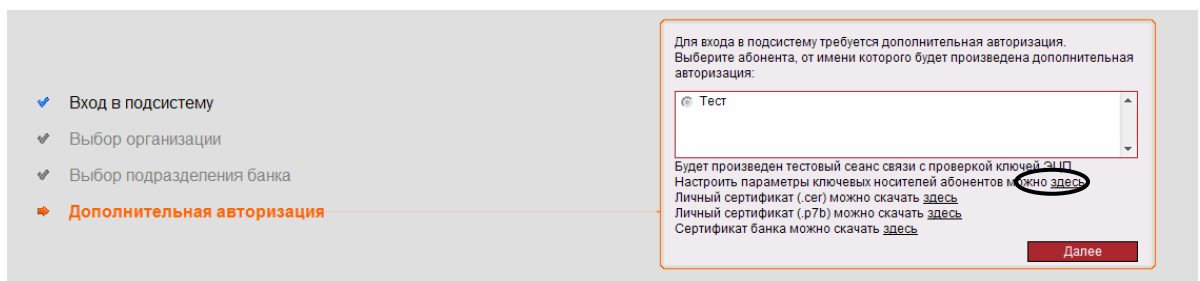 Вход в подсистему
Выбор организации
Выбор подразделения банка
Дополнительная авторизация
Для входа в подсистему требуется дополнительная авторизация.
Выберите абонента, от имени которого будет произведена дополнительная
авторизация:
Тест
Будет произведен тестовый сеанс связи с проверкой ключей ЭЦП
Настроить параметры ключевых носителей абонентов можно здесь
Личный сертификат (.cer) можно скачать здесь
Личный сертификат (.p7b) можно скачать здесь
Сертификат банка можно скачать здесь
Далее